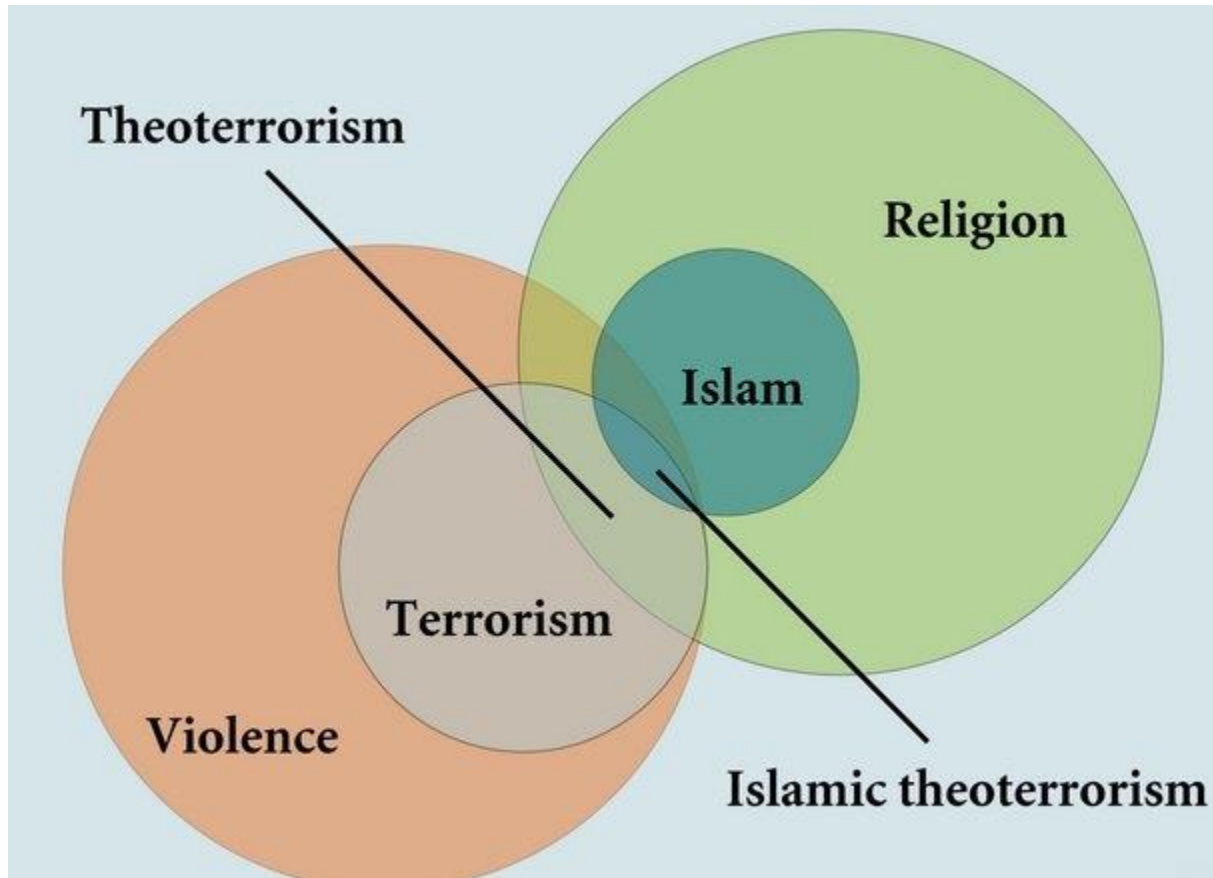 Theoterrorism
Religion
Islam
Terrorism
Violence
Islamic theoterrorism